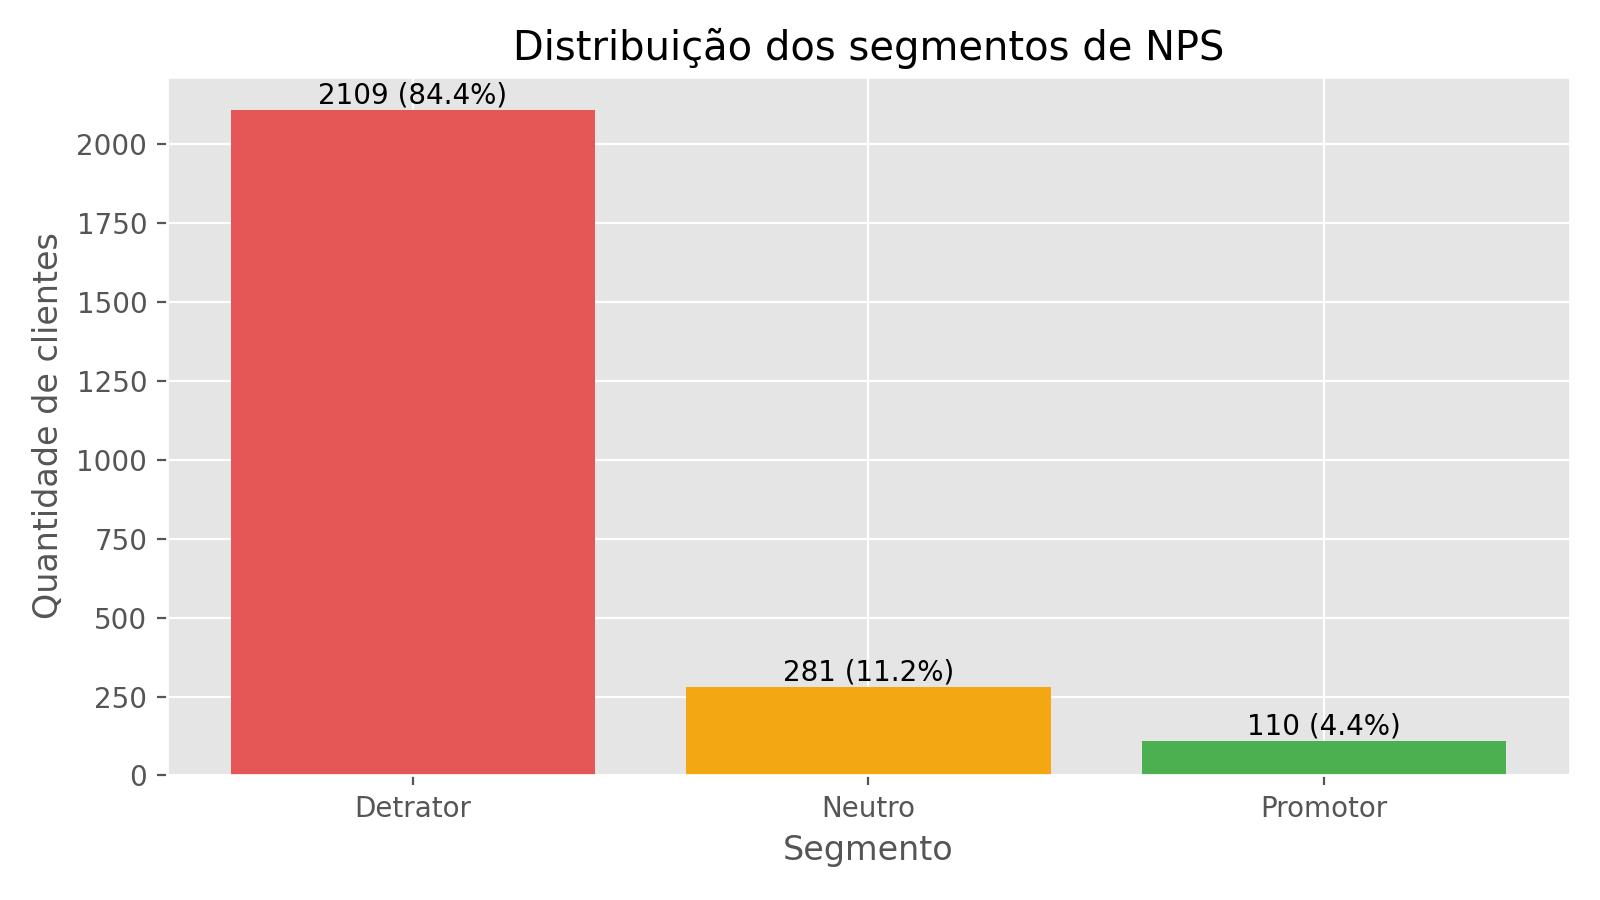 Distribuição dos segmentos de NPS
2109 (84.4%)
281 (11.2%)
110 (4.4%)
Quantidade de clientes
2000
1750
1500
1250
1000
750
500
250
0
Detrator
Neutro
Promotor
Segmento